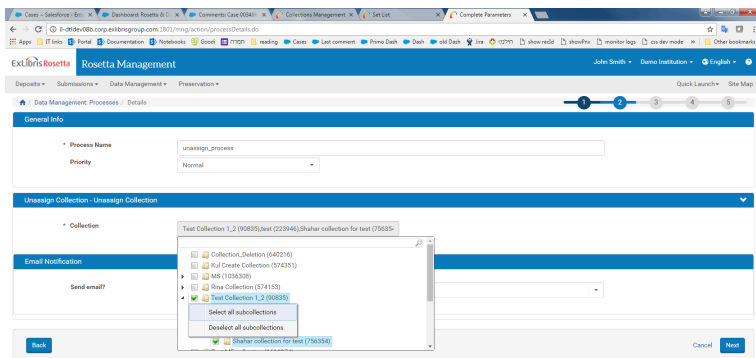 Cases ~ Salesforce - Ent
Dashboard: Rosetta & D
Comments: Case 00349
Collections Management
Set List
Complete Parameters
il-dtldev08b.corp.exlibrisgroup.com:1801/mng/action/processDetails.do
Apps
IT links
Portal
Documentation
Notebooks
Goodi
reading
Cases
Last comment
Primo Dash
Dash
old Dash
Jira
show recId
showPnx
monitor logs
css dev mode
Other bookmarks
ExLibris Rosetta
Rosetta Management
John Smith
Demo Institution
English
Deposits
Submissions
Data Management
Preservation
Quick Launch
Site Map
/ Data Management: Processes / Details
1
2
3
4
5
General Info
* Process Name
unassign_process
Priority
Normal
Unassign Collection - Unassign Collection
* Collection
Test Collection 1_2 (90835),test (223946),Shahar collection for test (75635
Collection_Deletion (640216)
Kul Create Collection (574351)
MS (1036308)
Email Notification
Rina Collection (574153)
Send email?
Test Collection 1_2 (90835)
Select all subcollections
Deselect all subcollections
Shahar collection for test (756354)
Back
Cancel
Next